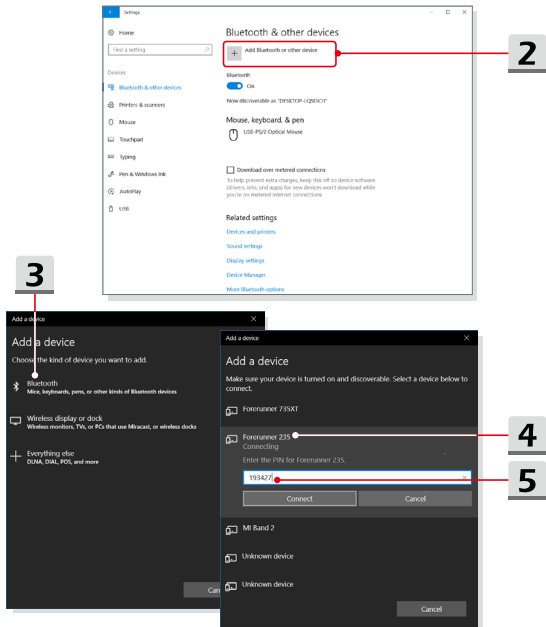 Settings
Home
Find a setting
Devices
Bluetooth & other devices
Printers & scanners
Mouse
Touchpad
Typing
Pen & Windows Ink
AutoPlay
USB
Bluetooth & other devices
Add Bluetooth or other device
2
Bluetooth
On
Mouse, keyboard, & pen
USB-PS/2 Optical Mouse
Download over metered connections
To help prevent extra charges, keep this off so device software
(drivers, info, and apps) for new devices won't download while
you're on metered Internet connections.
Related settings
Devices and printers
Sound settings
Display settings
Device Manager
More Bluetooth options
3
Add a device
Add a device
Choose the kind of device you want to add.
Bluetooth
Mice, keyboards, pens, or other kinds of Bluetooth devices
Wireless display or dock
Wireless monitors, TVs, or PCs that use Miracast, or wireless docks
Everything else
DLNA, DIAL, POS, and more
Can
Add a device
Add a device
Make sure your device is turned on and discoverable. Select a device below to
connect.
Forerunner 735XT
Forerunner 235
4
Connecting
Enter the PIN for Forerunner 235.
193427
5
Connect
Cancel
MI Band 2
Unknown device
Unknown device
Cancel